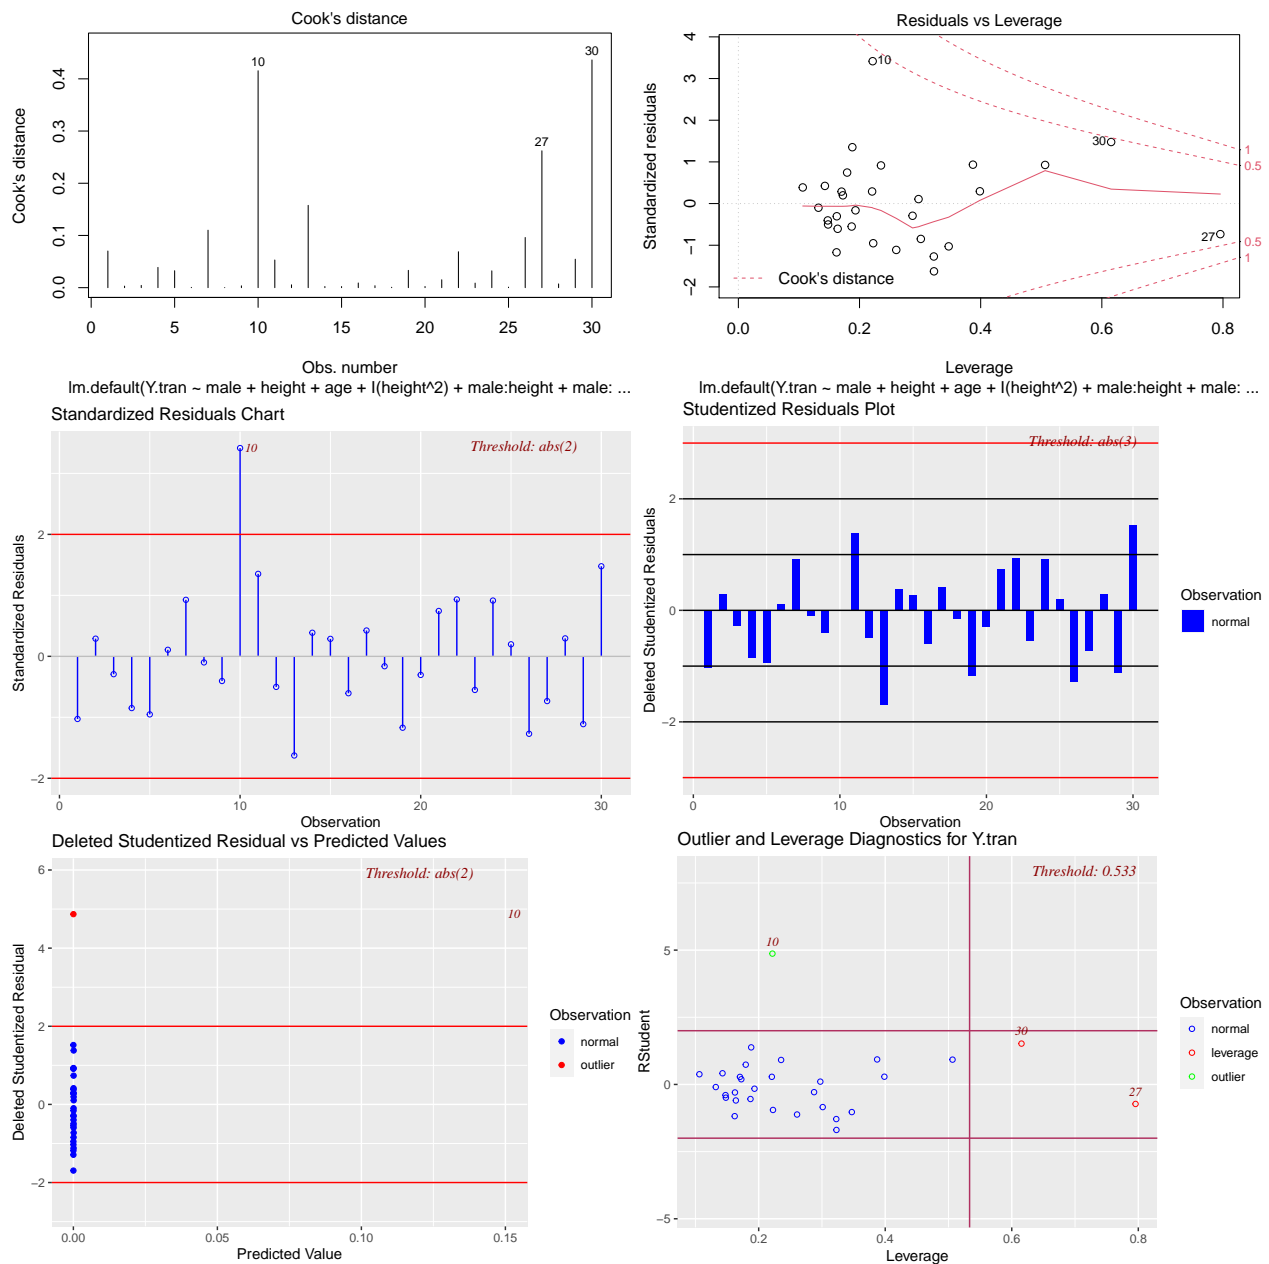 Cook's distance
Cook's distance
0.0
0.1
0.2
0.3
0.4
10
27
30
0
5
10
15
20
25
30
Obs. number
lm.default(Y.tran ~ male + height + age + I(height^2) + male:height + male: ...
Residuals vs Leverage
Standardized residuals
4
3
2
1
0
−1
−2
10
30
27
1
0.5
0.5
1
Cook's distance
0.0
0.2
0.4
0.6
0.8
Leverage
lm.default(Y.tran ~ male + height + age + I(height^2) + male:height + male: ...
Standardized Residuals Chart
Standardized Residuals
Threshold: abs(2)
10
2
0
−2
0
10
20
30
Observation
Studentized Residuals Plot
Deleted Studentized Residuals
Threshold: abs(3)
2
0
−2
0
10
20
30
Observation
Observation
normal
Deleted Studentized Residual vs Predicted Values
Deleted Studentized Residual
Threshold: abs(2)
10
6
4
2
0
−2
0.00
0.05
0.10
0.15
Predicted Value
Observation
normal
outlier
Outlier and Leverage Diagnostics for Y.tran
RStudent
Threshold: 0.533
10
30
27
5
0
−5
0.2
0.4
0.6
0.8
Leverage
Observation
normal
leverage
outlier